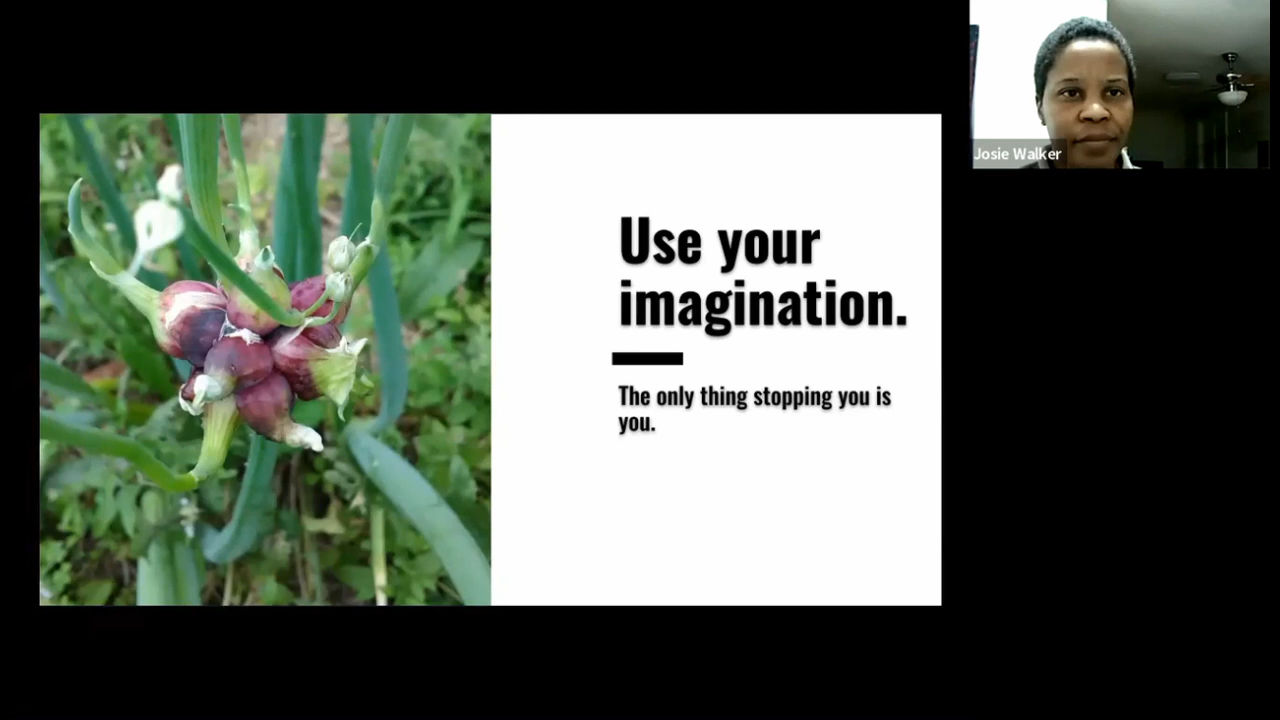 Josie Walker
Use your
imagination.
The only thing stopping you is
you.